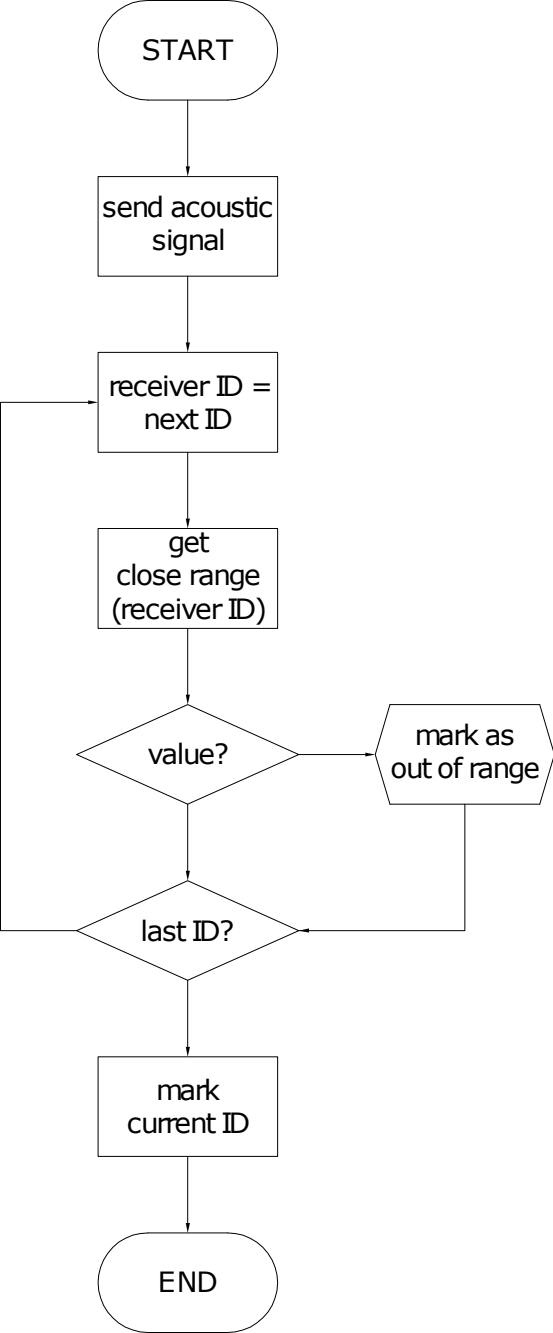 START
send acoustic
signal
receiver ID =
next ID
get
close range
(receiver ID)
value?
mark as
out of range
last ID?
mark
current ID
END